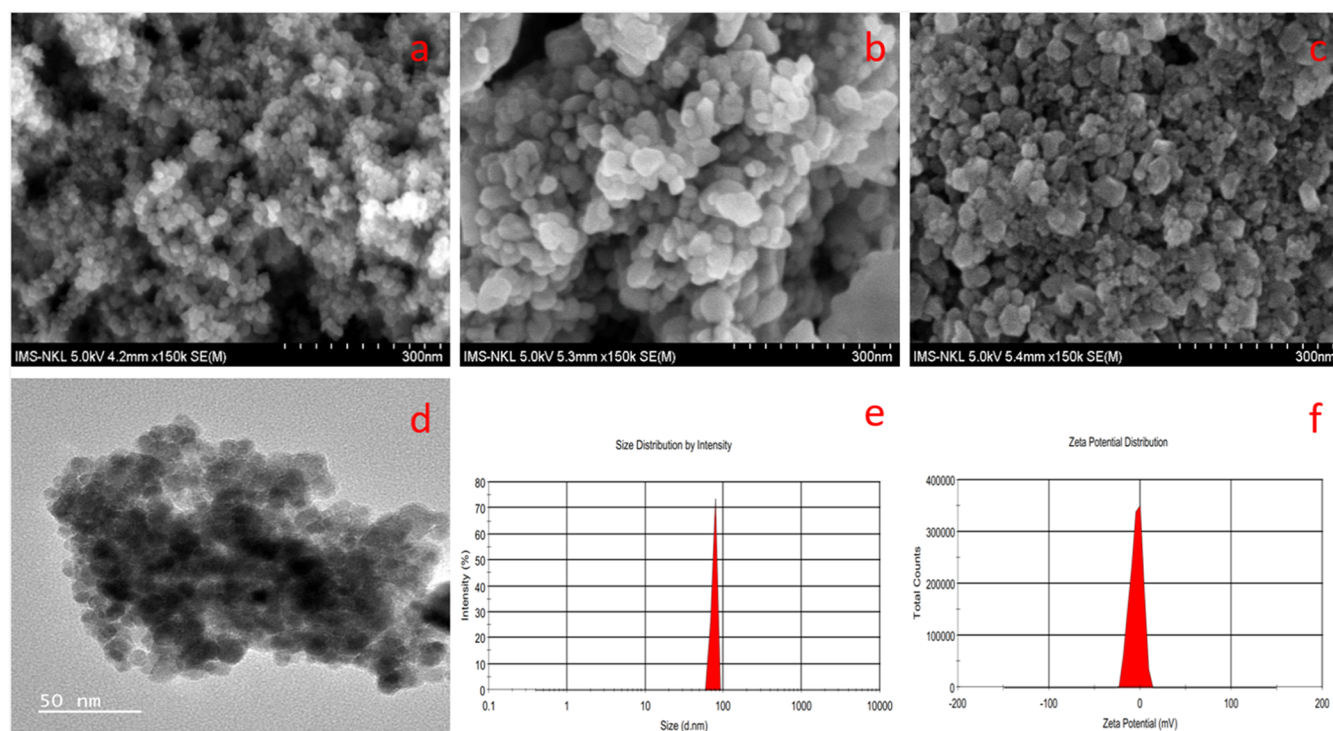 a
b
c
IMS-NKL 5.0kV 4.2mm x150k SE(M) 300nm
IMS-NKL 5.0kV 5.3mm x150k SE(M) 300nm
IMS-NKL 5.0kV 5.4mm x150k SE(M) 300nm
d
50 nm
e
Size Distribution by Intensity
Intensity (%)
80
70
60
50
40
30
20
10
0
0.1 1 10 100 1000 10000
Size (d.nm)
f
Zeta Potential Distribution
Total Counts
400000
300000
200000
100000
0
-200 -100 0 100 200
Zeta Potential (mV)